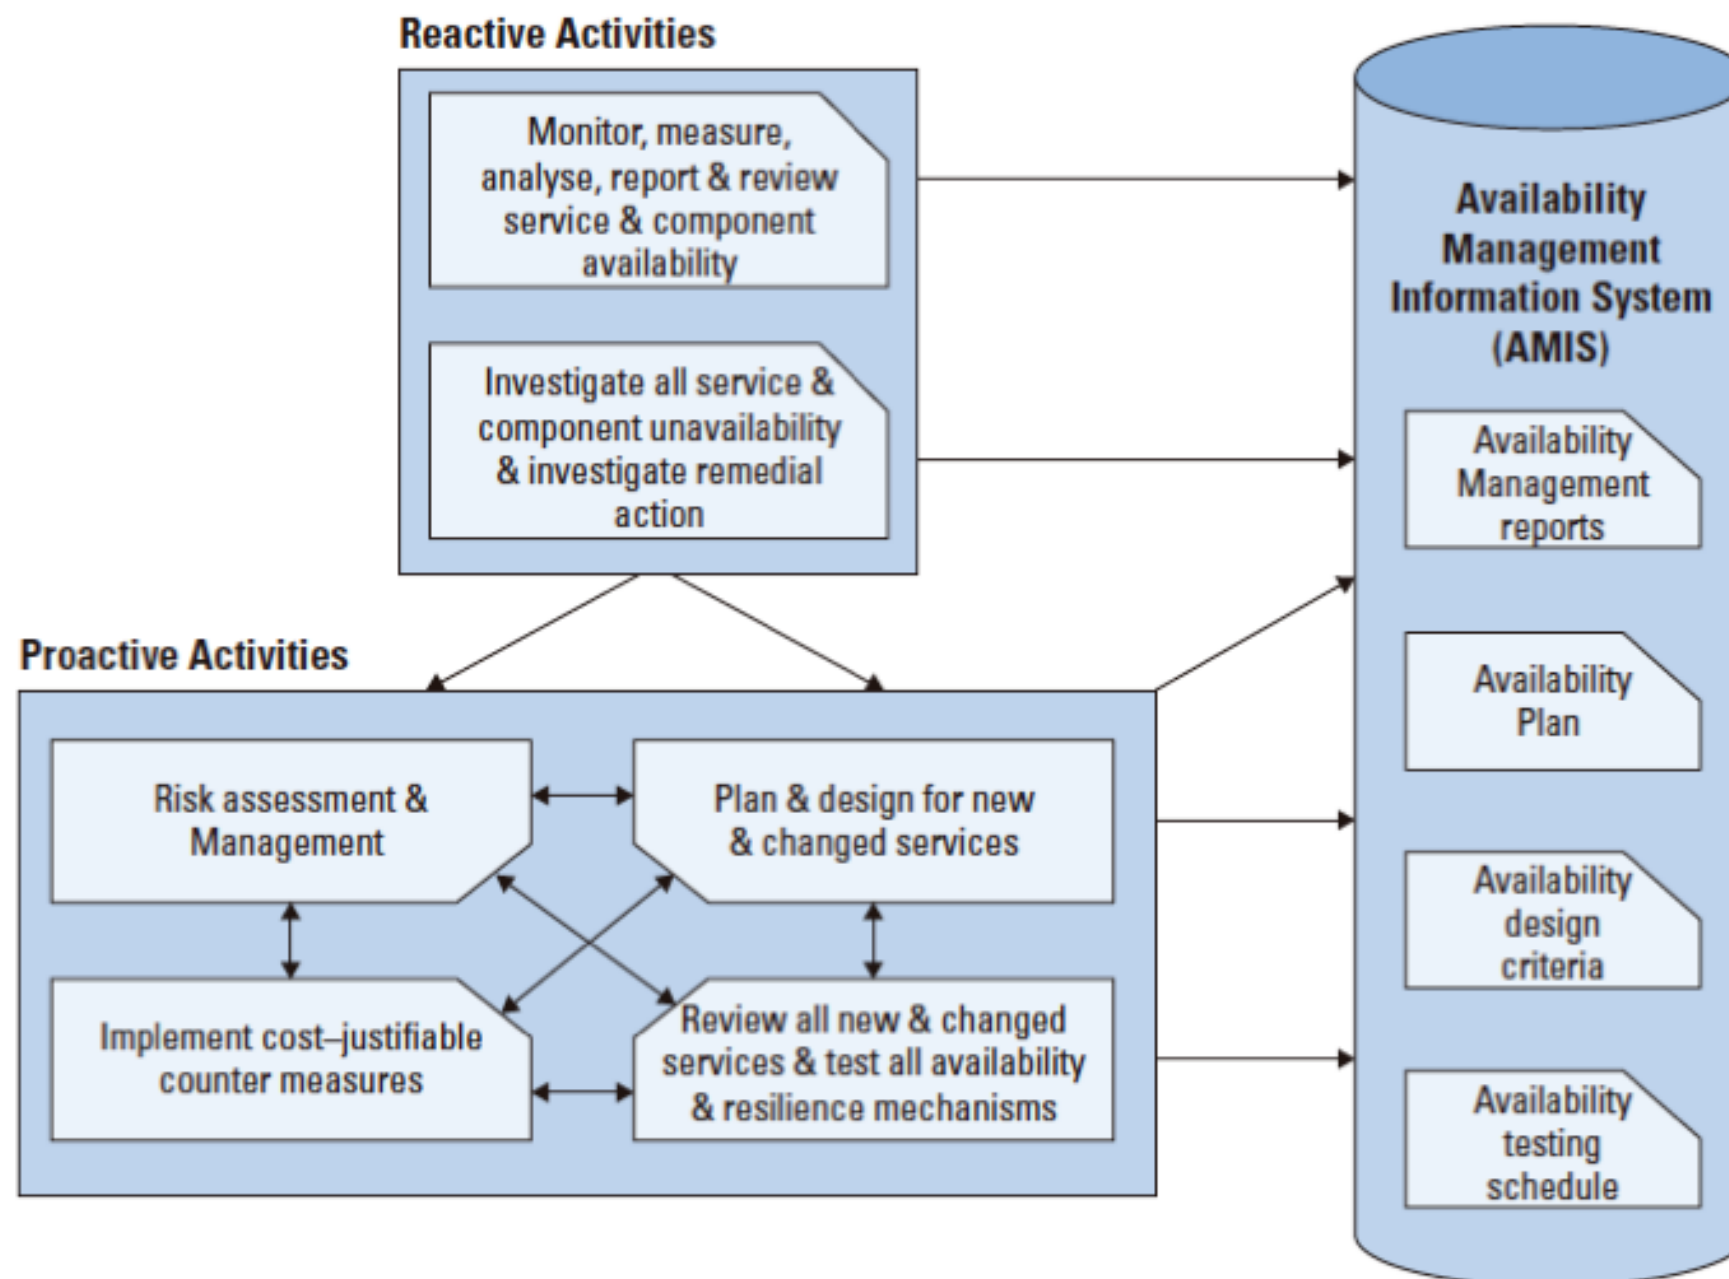 Reactive Activities
Monitor, measure,
analyse, report & review
service & component
availability
Investigate all service &
component unavailability
& investigate remedial
action
Proactive Activities
Risk assessment &
Management
Plan & design for new
& changed services
Implement cost–justifiable
counter measures
Review all new & changed
services & test all availability
& resilience mechanisms
Availability
Management
Information System
(AMIS)
Availability
Management
reports
Availability
Plan
Availability
design
criteria
Availability
testing
schedule